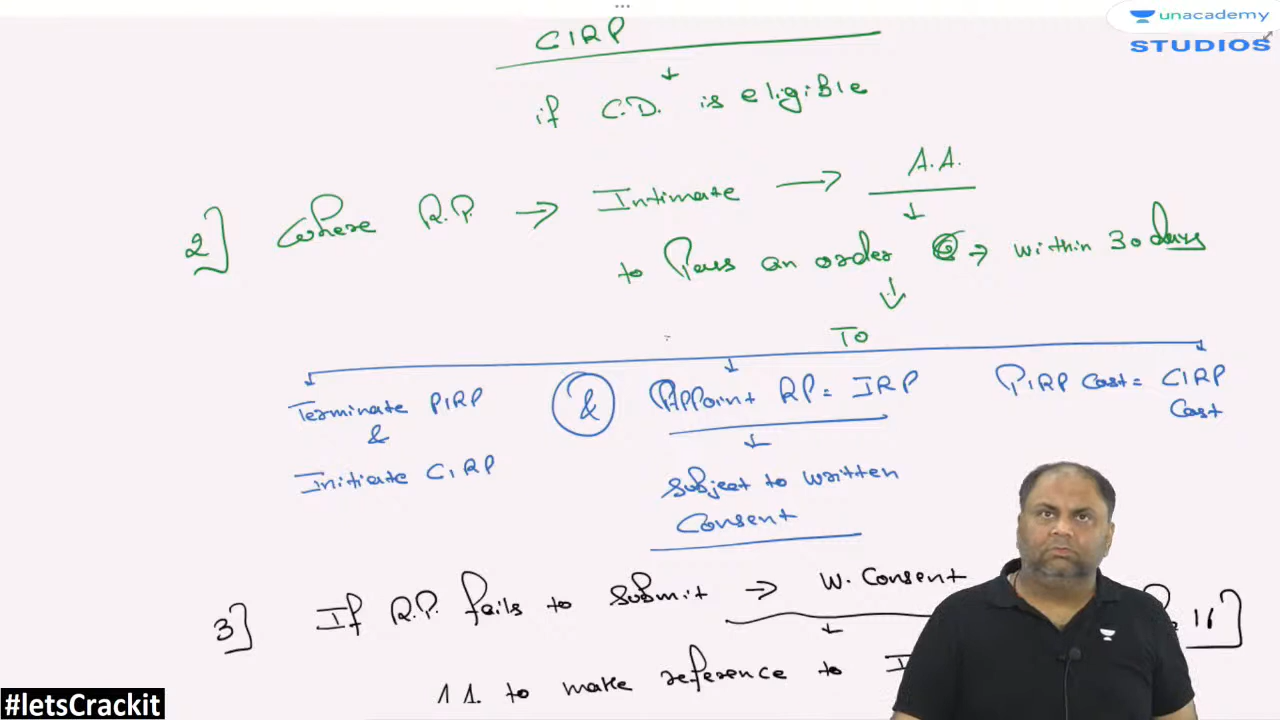 unacademy
STUDIOS
CIRP
if C.D. is eligible
2] Where R.P. → Intimate → A.A.
to Pass an order → within 30 days
To
Terminate PIRP & Appoint RP = IRP PIRP Cost = CIRP
& Cost
Initiate CIRP subject to written
Consent
3] If R.P. fails to submit → W. Consent 16]
AA. to make reference to
#letsCrackit